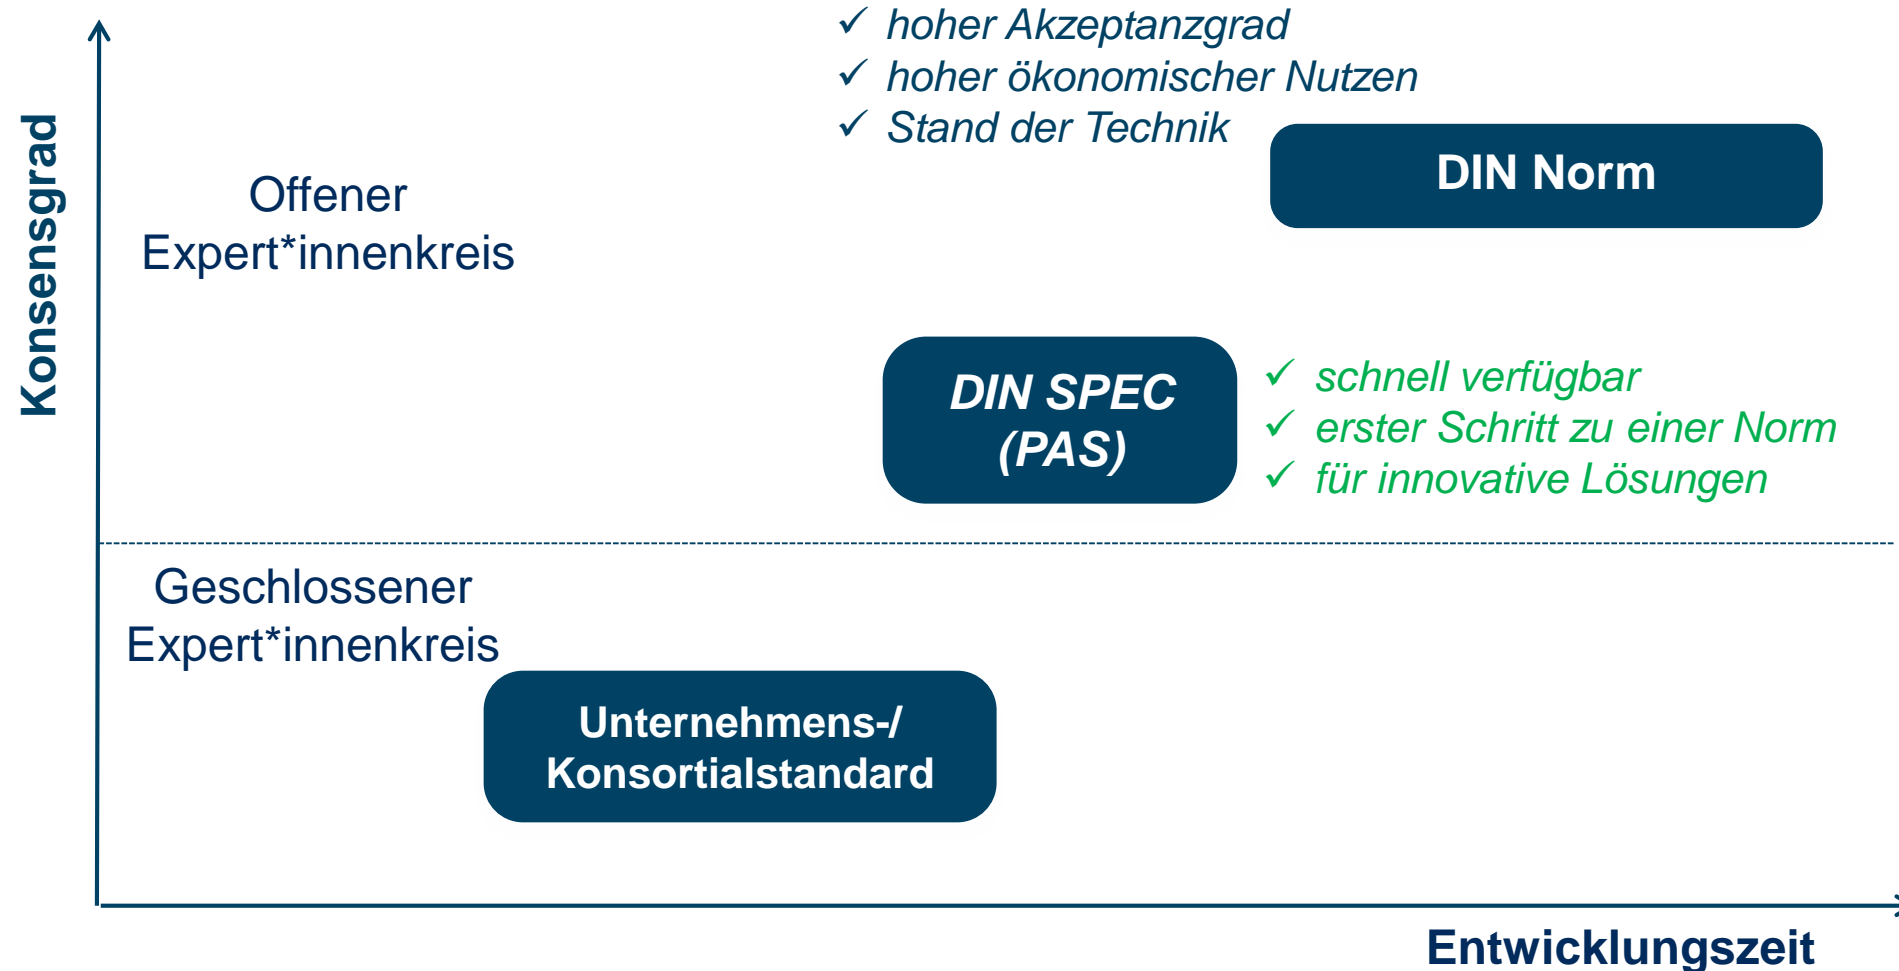 ✓ hoher Akzeptanzgrad
✓ hoher ökonomischer Nutzen
✓ Stand der Technik
DIN Norm
Konsensgrad
Offener
Expert*innenkreis
DIN SPEC
(PAS)
✓ schnell verfügbar
✓ erster Schritt zu einer Norm
✓ für innovative Lösungen
Geschlossener
Expert*innenkreis
Unternehmens-/
Konsortialstandard
Entwicklungszeit